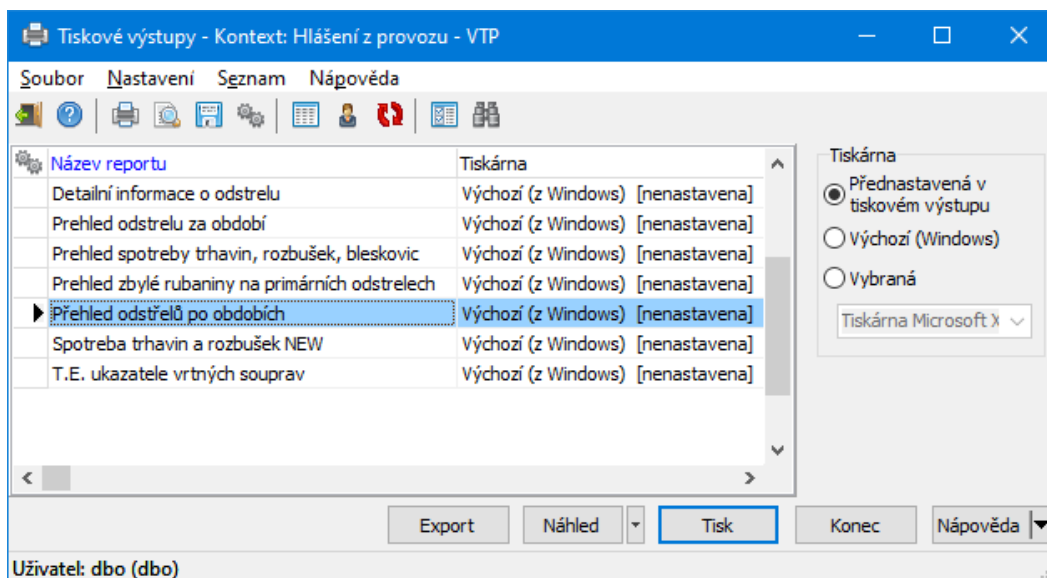 Tiskové výstupy - Kontext: Hlášení z provozu - VTP
Soubor Nastavení Seznam Nápověda
Název reportu Tiskárna
Detailní informace o odstrelu Výchozí (z Windows) [nenastavena]
Prehled odstrelu za období Výchozí (z Windows) [nenastavena]
Prehled spotreby trhavin, rozbušek, bleskovic Výchozí (z Windows) [nenastavena]
Prehled zbylé rubaniny na primárních odstrelech Výchozí (z Windows) [nenastavena]
Přehled odstřelů po obdobích Výchozí (z Windows) [nenastavena]
Spotreba trhavin a rozbušek NEW Výchozí (z Windows) [nenastavena]
T.E. ukazatele vrtných souprav Výchozí (z Windows) [nenastavena]
Tiskárna
Přednastavená v
tiskovém výstupu
Výchozí (Windows)
Vybraná
Tiskárna Microsoft X
Export Náhled Tisk Konec Nápověda
Uživatel: dbo (dbo)